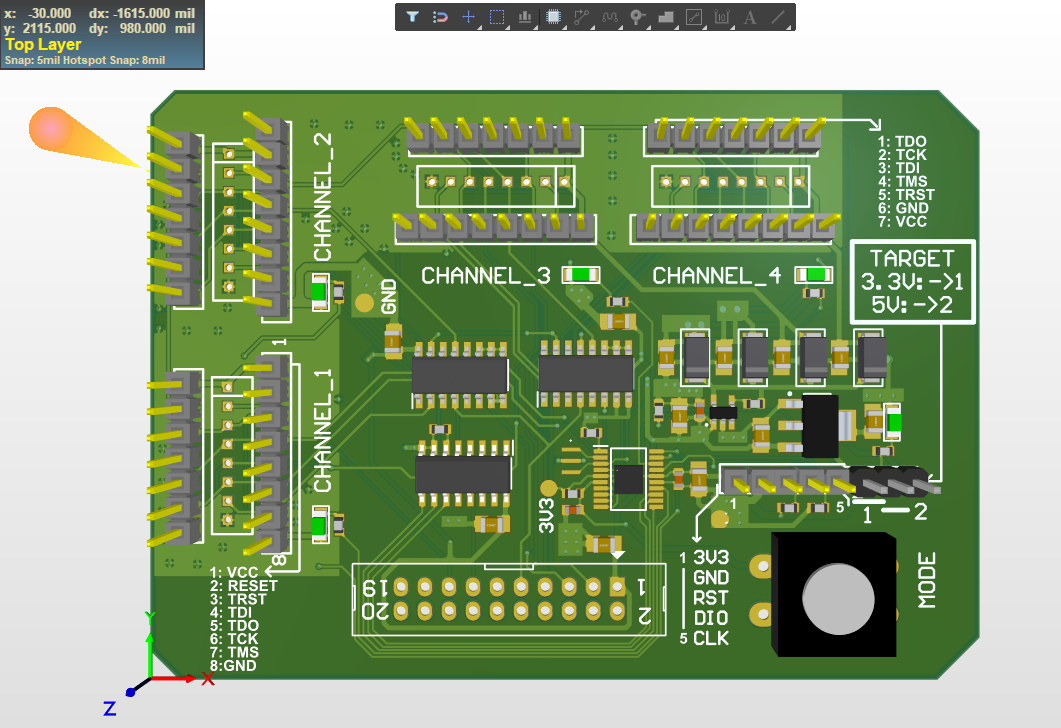 x: -30.000 dx: -1615.000 mil
y: 2115.000 dy: 980.000 mil
Top Layer
Snap: 5mil Hotspot Snap: 8mil
CHANNEL_2
1: TDO
2: TCK
3: TDI
4: TMS
5: TRST
6: GND
7: VCC
TARGET
3.3V:->1
5V:->2
CHANNEL_3
CHANNEL_4
GND
1
CHANNEL_1
8
3V3
1
5
1
2
1: VCC
2: RESET
3: TRST
4: TDI
5: TDO
6: TCK
7: TMS
8:GND
19
1
20
2
1 3V3
GND
RST
DIO
5 CLK
MODE
Y
X
Z
A